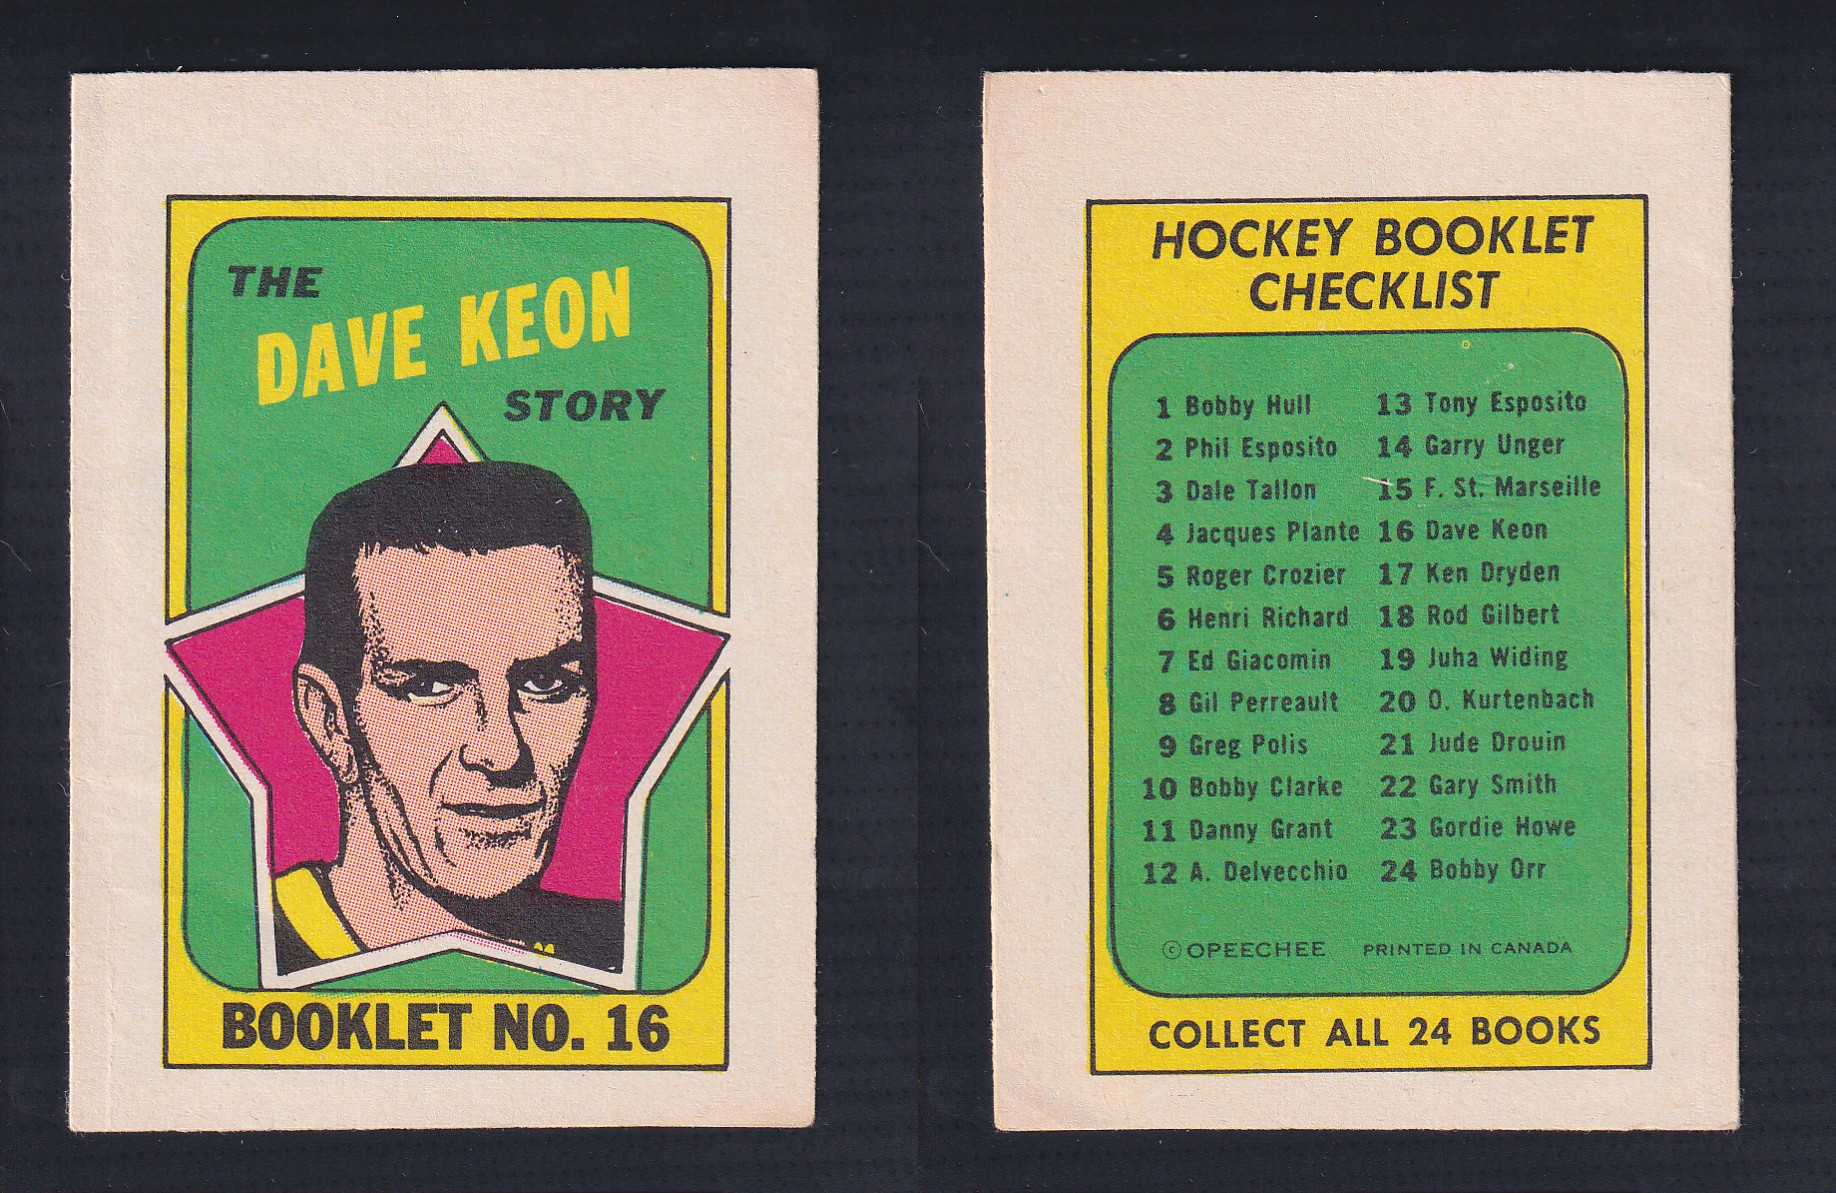 THE
DAVE KEON
STORY
BOOKLET NO. 16
HOCKEY BOOKLET
CHECKLIST
1 Bobby Hull
2 Phil Esposito
3 Dale Tallon
4 Jacques Plante
5 Roger Crozier
6 Henri Richard
7 Ed Giacomin
8 Gil Perreault
9 Greg Polis
10 Bobby Clarke
11 Danny Grant
12 A. Delvecchio
13 Tony Esposito
14 Garry Unger
15 F. St. Marseille
16 Dave Keon
17 Ken Dryden
18 Rod Gilbert
19 Juha Widing
20 O. Kurtenbach
21 Jude Drouin
22 Gary Smith
23 Gordie Howe
24 Bobby Orr
© OPEECHEE PRINTED IN CANADA
COLLECT ALL 24 BOOKS